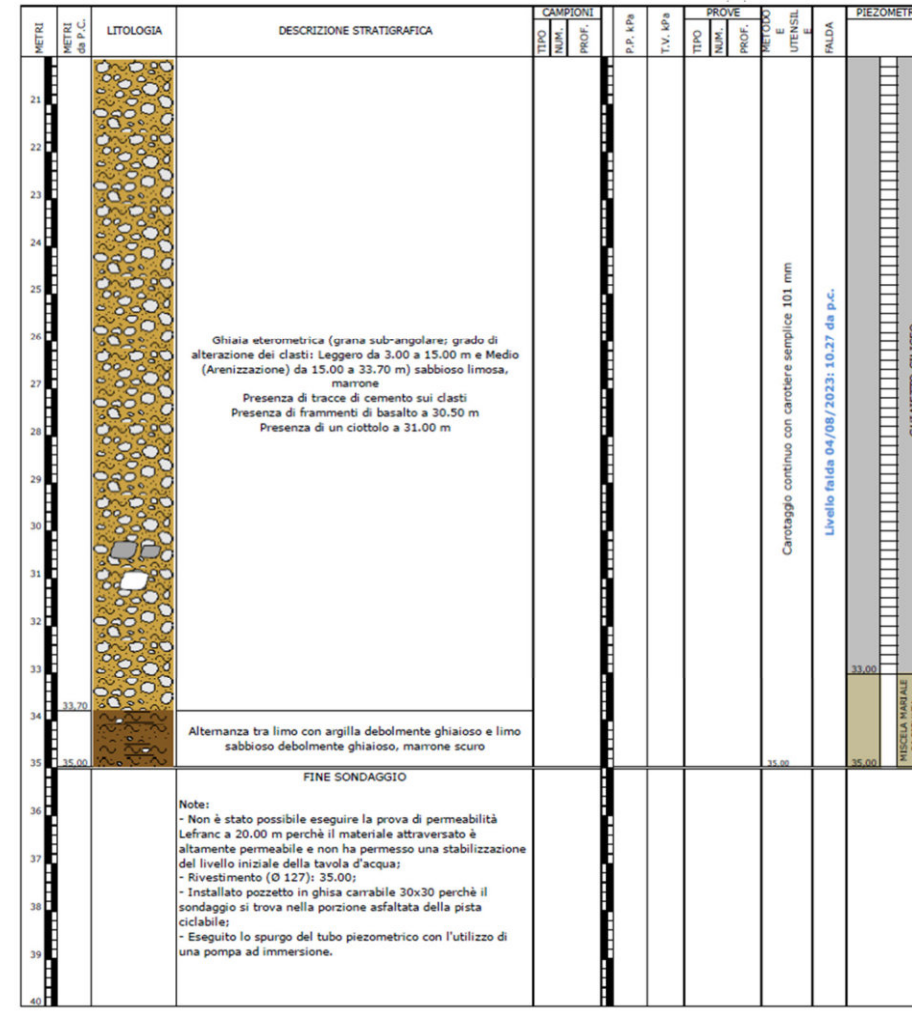 METRI
METRI
da P.C.
LITOLOGIA
DESCRIZIONE STRATIGRAFICA
CAMPIONI
TIPO
NUM.
PROF.
P.P. kPa
T.V. kPa
PROVE
TIPO
NUM.
PROF.
METODO
E
UTENSIL
E
FALDA
PIEZOMETR
21
22
23
24
25
26
27
28
29
30
31
32
33
34
35
36
37
38
39
40
Ghiaia eterometrica (grana sub-angolare; grado di
alterazione dei clasti: Leggero da 3.00 a 15.00 m e Medio
(Arenizzazione) da 15.00 a 33.70 m) sabbioso limosa,
marrone
Presenza di tracce di cemento sui clasti
Presenza di frammenti di basalto a 30.50 m
Presenza di un ciottolo a 31.00 m
Carotaggio continuo con carotiere semplice 101 mm
Livello falda 04/08/2023: 10.27 da p.c.
33,00
33,70
Alternanza tra limo con argilla debolmente ghiaioso e limo
sabbioso debolmente ghiaioso, marrone scuro
MISCELA MARIALE
35,00
35.00
35,00
FINE SONDAGGIO
Note:
- Non è stato possibile eseguire la prova di permeabilità
Lefranc a 20.00 m perchè il materiale attraversato è
altamente permeabile e non ha permesso una stabilizzazione
del livello iniziale della tavola d'acqua;
- Rivestimento (Ø 127): 35.00;
- Installato pozzetto in ghisa carrabile 30x30 perchè il
sondaggio si trova nella porzione asfaltata della pista
ciclabile;
- Eseguito lo spurgo del tubo piezometrico con l'utilizzo di
una pompa ad immersione.